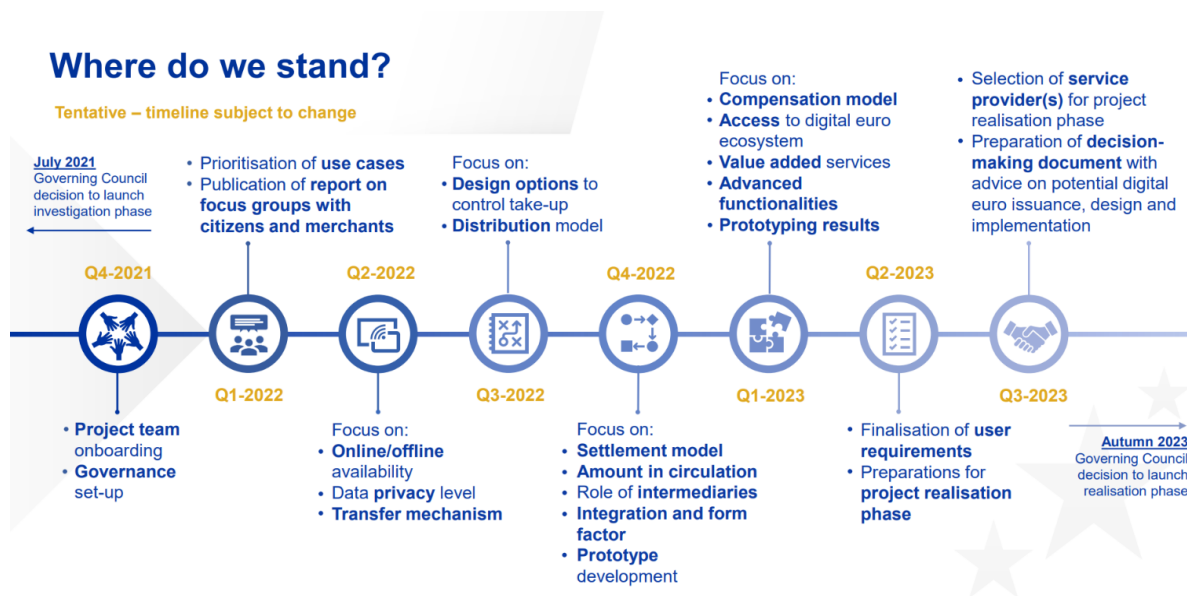 Where do we stand?
Tentative – timeline subject to change
July 2021
Governing Council
decision to launch
investigation phase
Q4-2021
• Project team
onboarding
• Governance
set-up
• Prioritisation of use cases
• Publication of report on
focus groups with
citizens and merchants
Q1-2022
Q2-2022
Focus on:
• Online/offline
availability
• Data privacy level
• Transfer mechanism
Focus on:
• Design options to
control take-up
• Distribution model
Q3-2022
Q4-2022
Focus on:
• Settlement model
• Amount in circulation
• Role of intermediaries
• Integration and form
factor
• Prototype
development
Focus on:
• Compensation model
• Access to digital euro
ecosystem
• Value added services
• Advanced
functionalities
• Prototyping results
Q1-2023
Q2-2023
• Finalisation of user
requirements
• Preparations for
project realisation
phase
• Selection of service
provider(s) for project
realisation phase
• Preparation of decision-
making document with
advice on potential digital
euro issuance, design and
implementation
Q3-2023
Autumn 2023
Governing Council
decision to launch
realisation phase